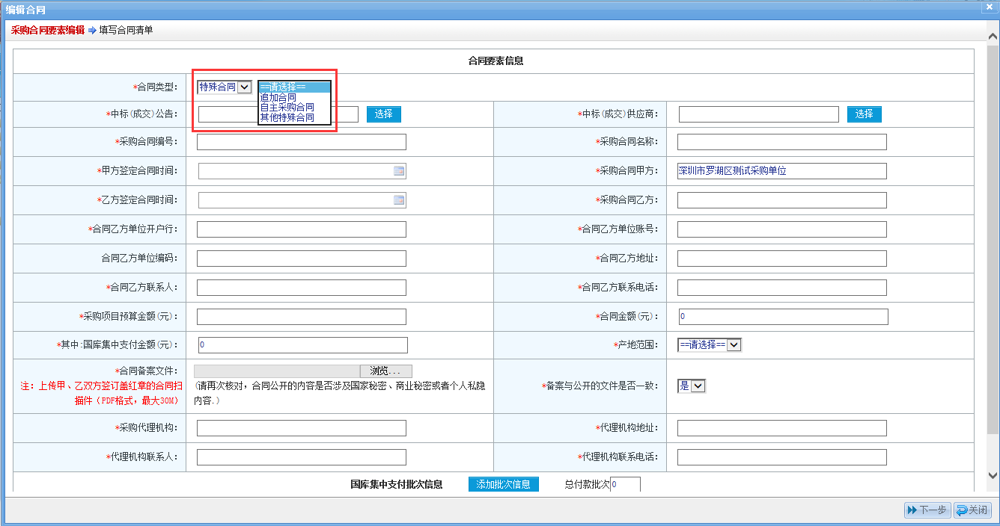 编辑合同
采购合同要素编辑 填写合同清单
合同要素信息
*合同类型: 特殊合同 ==请选择==
追加合同
自主采购合同
其他特殊合同
*中标(成交)公告: 选择 *中标(成交)供应商: 选择
*采购合同编号: *采购合同名称:
*甲方签定合同时间: *采购合同甲方: 深圳市罗湖区测试采购单位
*乙方签定合同时间: *采购合同乙方:
*合同乙方单位开户行: *合同乙方单位账号:
合同乙方单位编码: *合同乙方地址:
*合同乙方联系人: *合同乙方联系电话:
*采购项目预算金额(元): *合同金额(元): 0
*其中:国库集中支付金额(元): 0 *产地范围: ==请选择==
*合同备案文件: 浏览...
注: 上传甲、乙双方签订盖红章的合同扫
描件 (PDF格式, 最大30M)
(请再次核对, 合同公开的内容是否涉及国家秘密、商业秘密或者个人私隐
内容.)
*备案与公开的文件是否一致: 是
*采购代理机构: *代理机构地址:
*代理机构联系人: *代理机构联系电话:
国库集中支付批次信息 添加批次信息 总付款批次 0
下一步 关闭